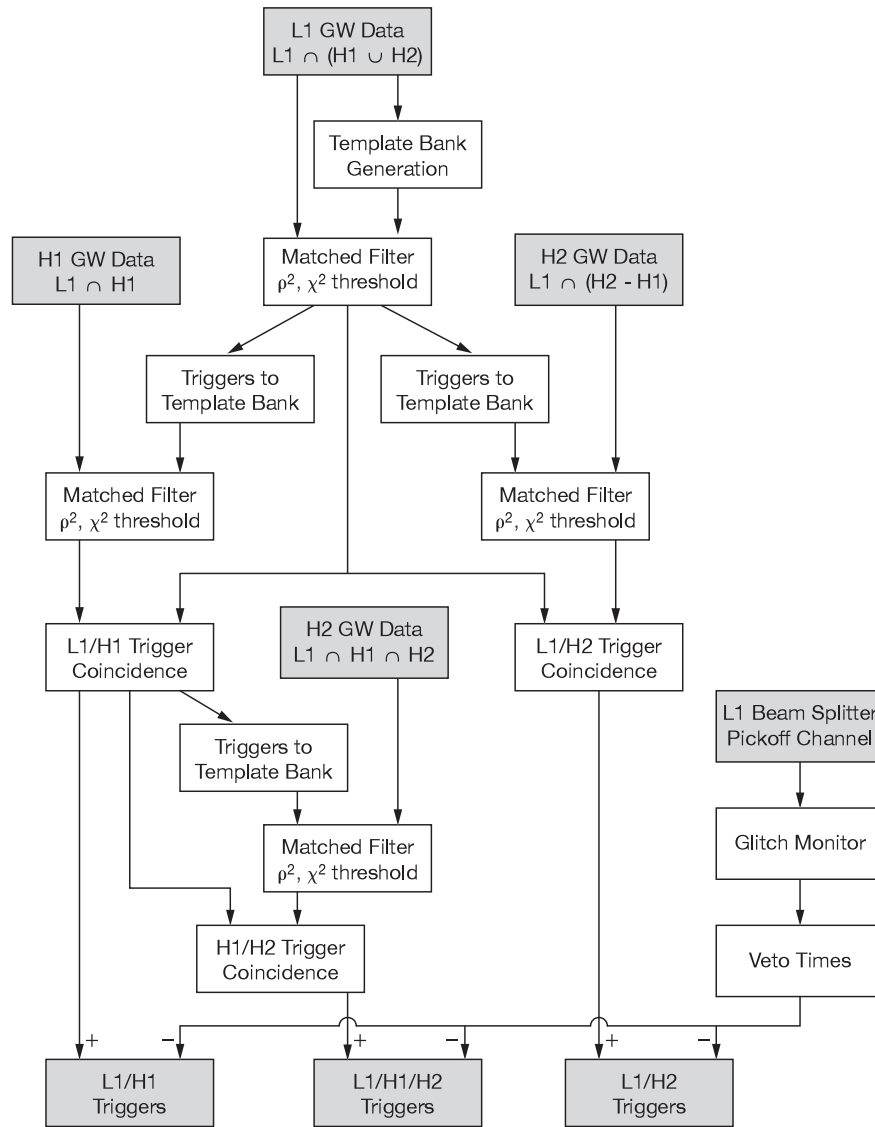 L1 GW Data
L1 ∩ (H1 ∪ H2)
Template Bank
Generation
H1 GW Data
L1 ∩ H1
Matched Filter
ρ², χ² threshold
H2 GW Data
L1 ∩ (H2 - H1)
Triggers to
Template Bank
Triggers to
Template Bank
Matched Filter
ρ², χ² threshold
Matched Filter
ρ², χ² threshold
L1/H1 Trigger
Coincidence
H2 GW Data
L1 ∩ H1 ∩ H2
L1/H2 Trigger
Coincidence
L1 Beam Splitter
Pickoff Channel
Triggers to
Template Bank
Glitch Monitor
Matched Filter
ρ², χ² threshold
H1/H2 Trigger
Coincidence
Veto Times
+ − + − + −
L1/H1
Triggers
L1/H1/H2
Triggers
L1/H2
Triggers